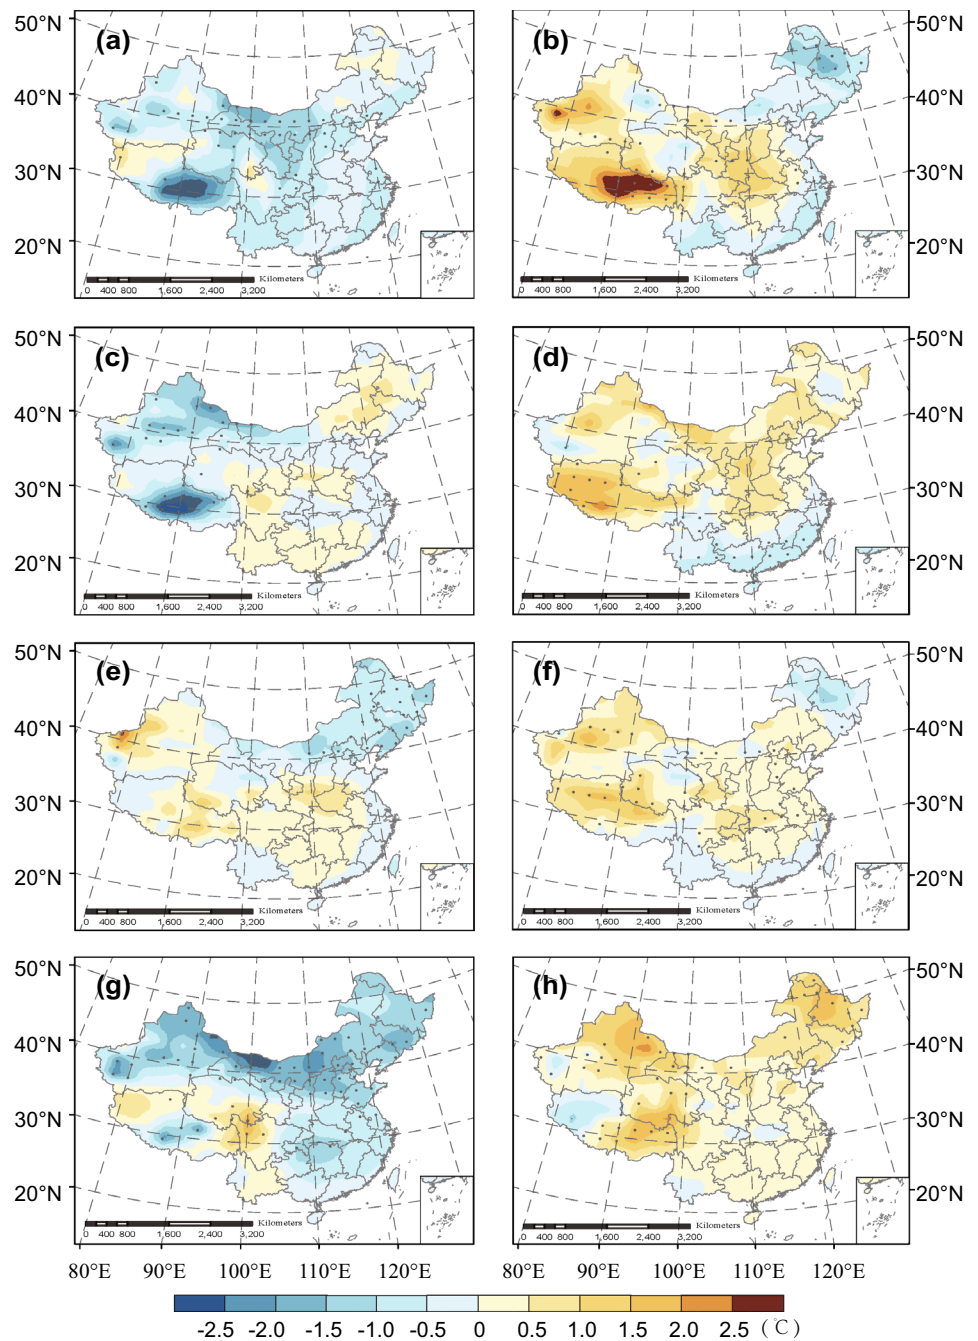 (a) (b)
50°N 50°N
40°N 40°N
30°N 30°N
20°N 20°N
Kilometers Kilometers
0 400 800 1,600 2,400 3,200 0 400 800 1,600 2,400 3,200
(c) (d)
50°N 50°N
40°N 40°N
30°N 30°N
20°N 20°N
Kilometers Kilometers
0 400 800 1,600 2,400 3,200 0 400 800 1,600 2,400 3,200
(e) (f)
50°N 50°N
40°N 40°N
30°N 30°N
20°N 20°N
Kilometers Kilometers
0 400 800 1,600 2,400 3,200 0 400 800 1,600 2,400 3,200
(g) (h)
50°N 50°N
40°N 40°N
30°N 30°N
20°N 20°N
Kilometers Kilometers
0 400 800 1,600 2,400 3,200 0 400 800 1,600 2,400 3,200
80°E 90°E 100°E 110°E 120°E 80°E 90°E 100°E 110°E 120°E
-2.5 -2.0 -1.5 -1.0 -0.5 0 0.5 1.0 1.5 2.0 2.5 (℃)